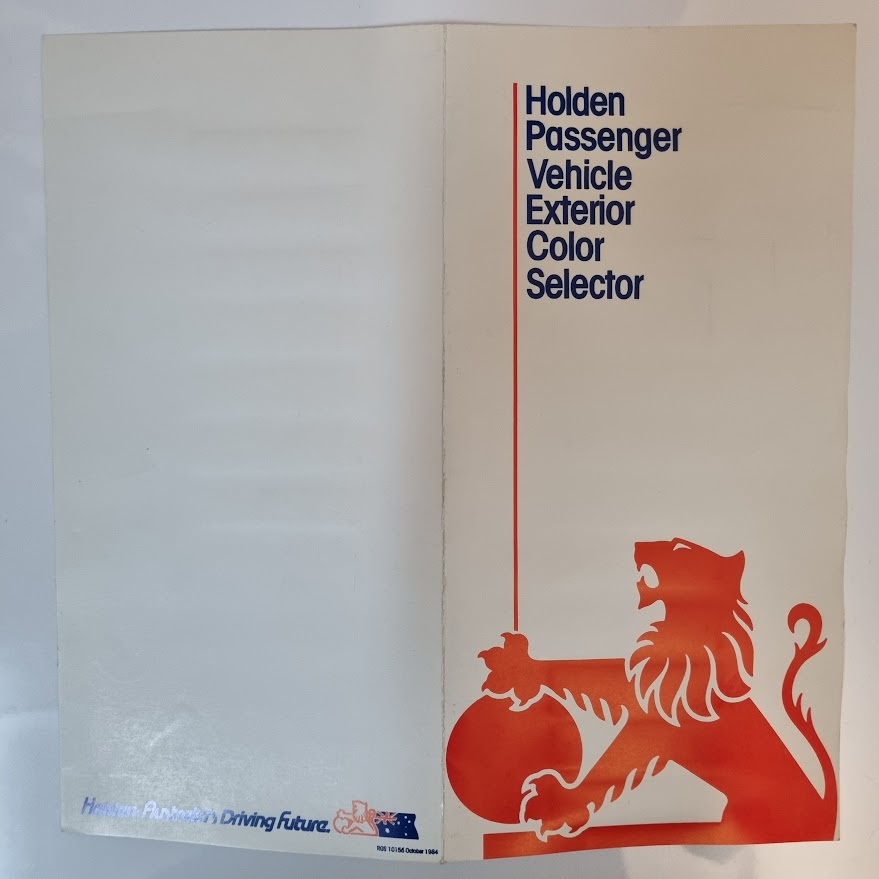 Holden
Passenger
Vehicle
Exterior
Color
Selector
Holden. Australia's Driving Future.
October 1984